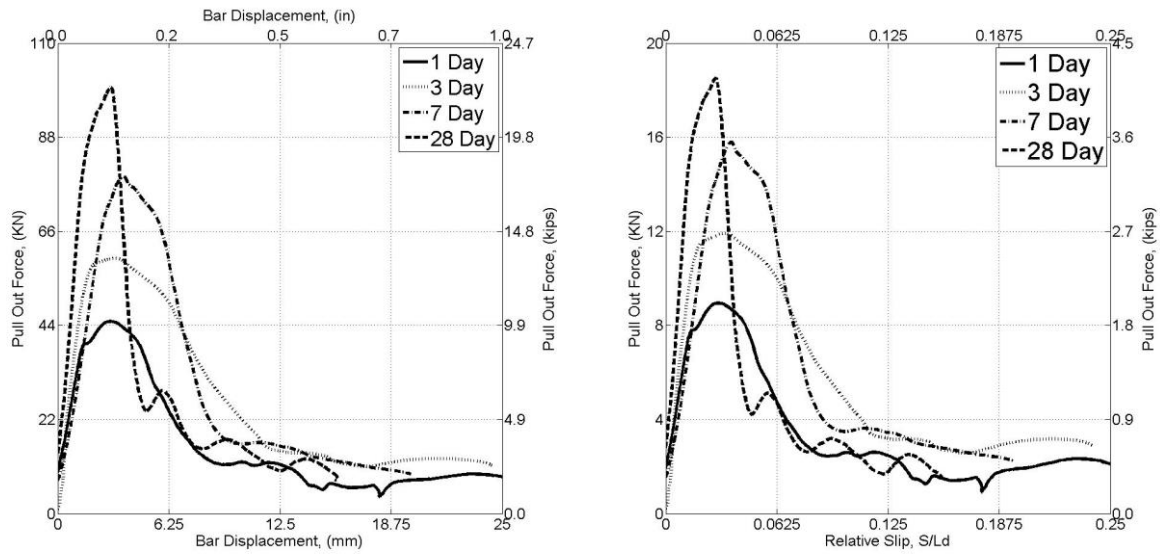 Bar Displacement, (in)
0.0 0.2 0.5 0.7 1.0
110 24.7
1 Day
3 Day
7 Day
28 Day
88 19.8
66 14.8
44 9.9
22 4.9
0 0.0
Pull Out Force, (KN)
Pull Out Force, (kips)
0 6.25 12.5 18.75 25
Bar Displacement, (mm)
0 0.0625 0.125 0.1875 0.25
20 4.5
1 Day
3 Day
7 Day
28 Day
16 3.6
12 2.7
8 1.8
4 0.9
0 0.0
Pull Out Force, (KN)
Pull Out Force, (kips)
0 0.0625 0.125 0.1875 0.25
Relative Slip, S/Ld